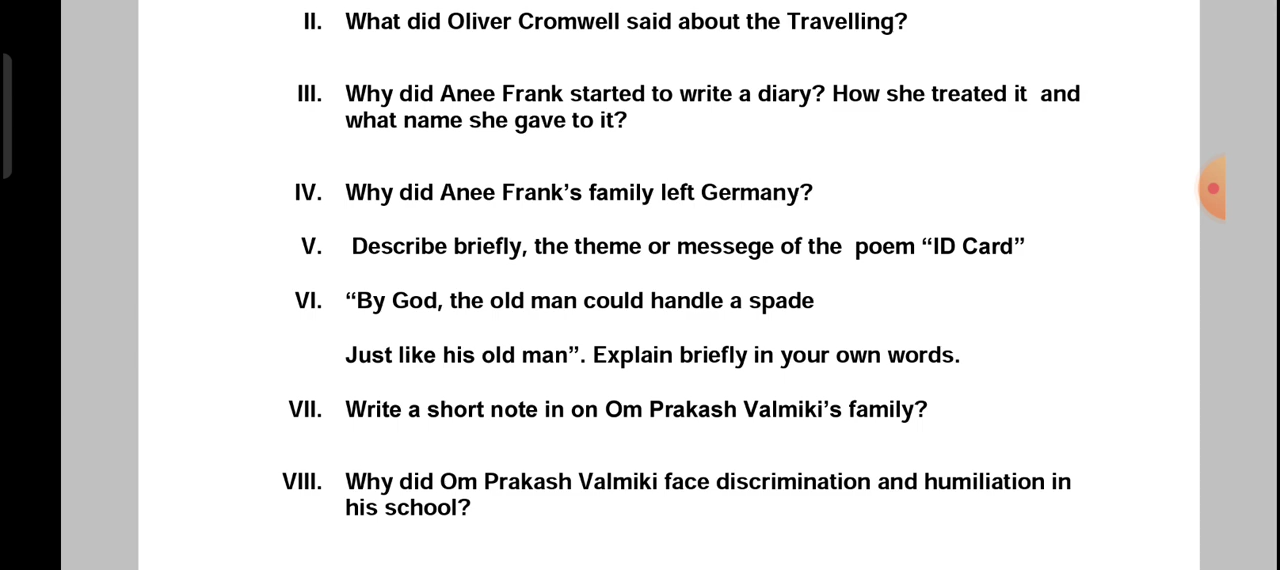 II. What did Oliver Cromwell said about the Travelling?
III. Why did Anee Frank started to write a diary? How she treated it and
what name she gave to it?
IV. Why did Anee Frank’s family left Germany?
V. Describe briefly, the theme or messege of the poem “ID Card”
VI. “By God, the old man could handle a spade
Just like his old man”. Explain briefly in your own words.
VII. Write a short note in on Om Prakash Valmiki’s family?
VIII. Why did Om Prakash Valmiki face discrimination and humiliation in
his school?